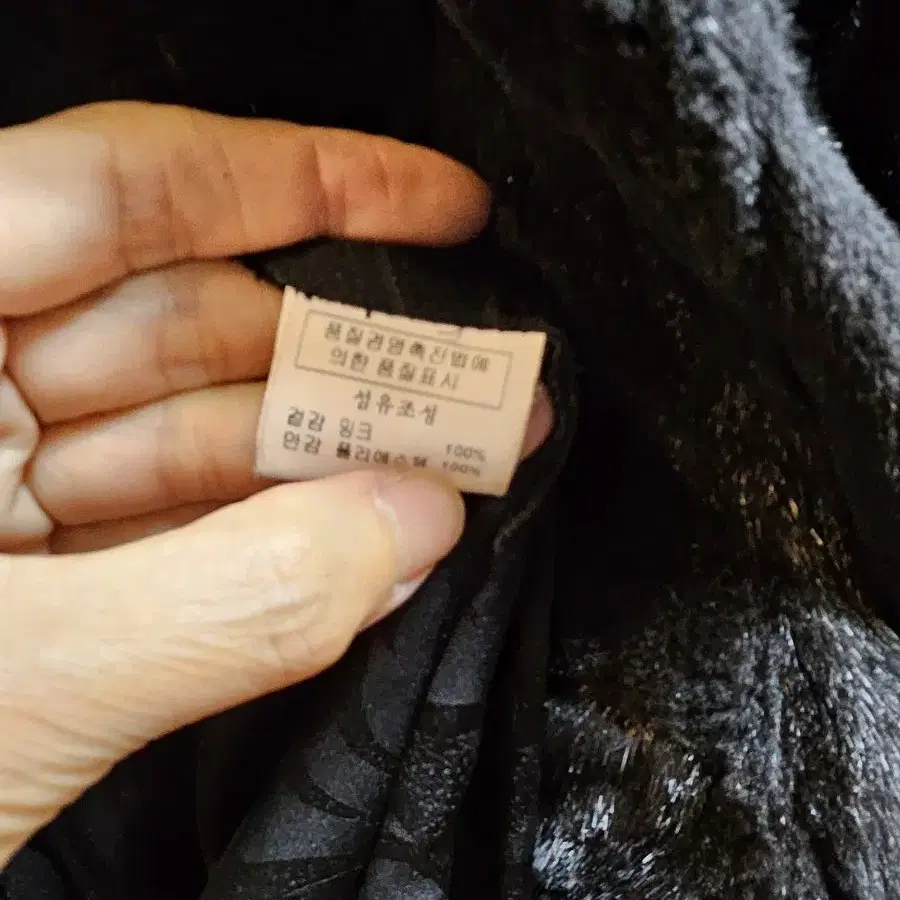 품질경영촉진법에
의한 품질표시
섬유조성
겉감 밍크 100%
안감 폴리에스텔 100%